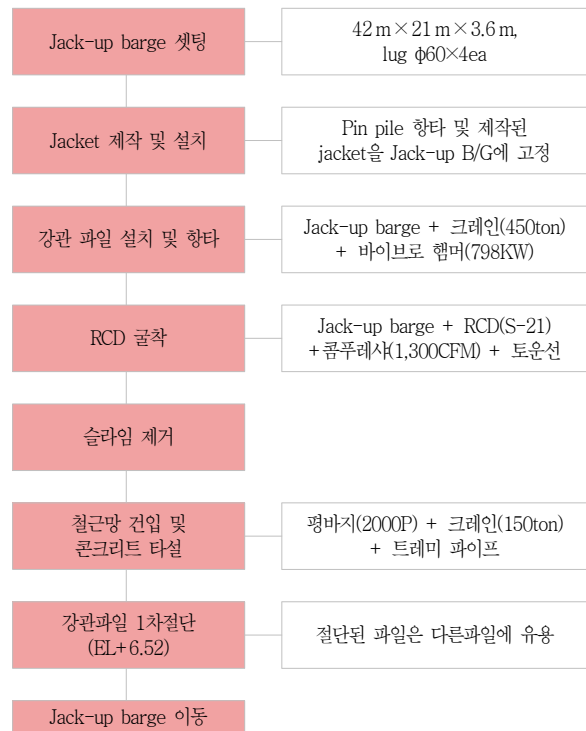 Jack-up barge 셋팅
42 m×21 m×3.6 m,
lug ϕ60×4ea
Jacket 제작 및 설치
Pin pile 항타 및 제작된
jacket을 Jack-up B/G에 고정
강관 파일 설치 및 항타
Jack-up barge + 크레인(450ton)
+ 바이브로 햄머(798KW)
RCD 굴착
Jack-up barge + RCD(S-21)
+콤푸레샤(1,300CFM) + 토운선
슬라임 제거
철근망 건입 및
콘크리트 타설
평바지(2000P) + 크레인(150ton)
+ 트레미 파이프
강관파일 1차절단
(EL+6.52)
절단된 파일은 다른파일에 유용
Jack-up barge 이동